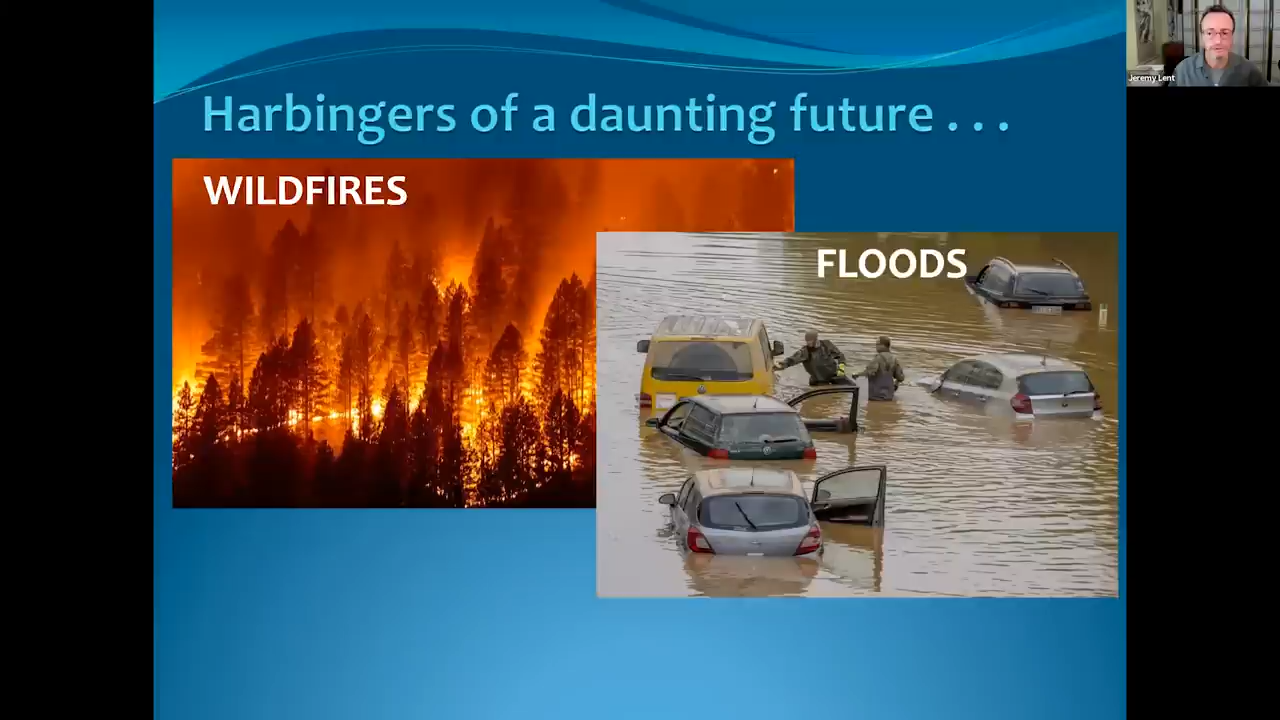 Harbingers of a daunting future . . .
WILDFIRES
FLOODS
Jeremy Lent